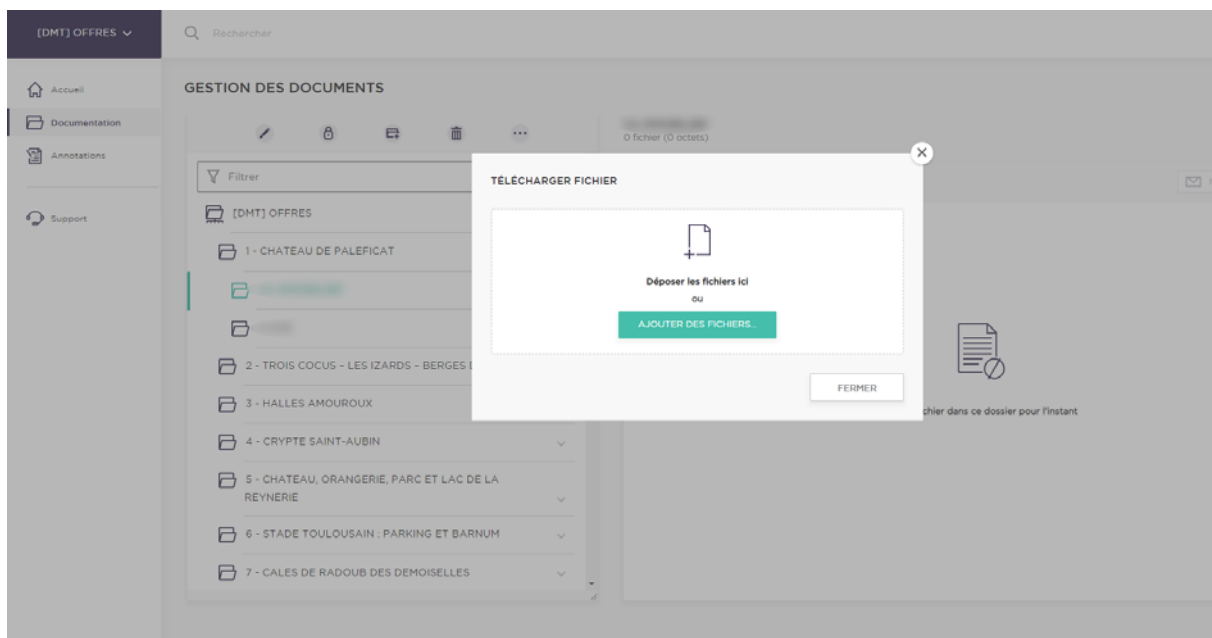 [DMT] OFFRES
Rechercher
Accueil
Documentation
Annotations
Support
GESTION DES DOCUMENTS
0 fichier (0 octets)
Filtrer
[DMT] OFFRES
1 - CHATEAU DE PALEFICAT
2 - TROIS COCUS - LES IZARDS - BERGES
3 - HALLES AMOUROUX
4 - CRYPTE SAINT-AUBIN
5 - CHATEAU, ORANGERIE, PARC ET LAC DE LA
REYNERIE
6 - STADE TOULOUSAIN : PARKING ET BARNUM
7 - CALES DE RADOUB DES DEMOISELLES
TÉLÉCHARGER FICHIER
Déposer les fichiers ici
ou
AJOUTER DES FICHIERS...
FERMER
chier dans ce dossier pour l'instant